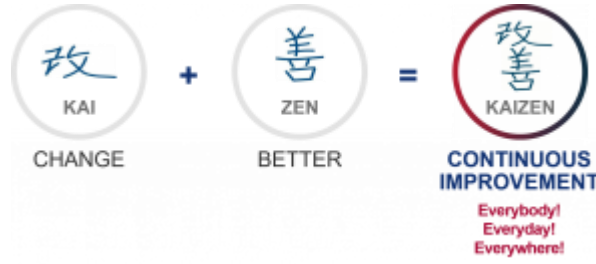 改
KAI
CHANGE
+
善
ZEN
BETTER
=
改
善
KAIZEN
CONTINUOUS
IMPROVEMENT
Everybody!
Everyday!
Everywhere!